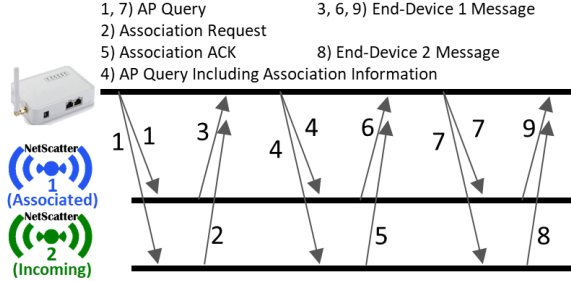 1, 7) AP Query 3, 6, 9) End-Device 1 Message
2) Association Request
5) Association ACK 8) End-Device 2 Message
4) AP Query Including Association Information
1 1 3 4 4 6 7 7 9
NetScatter
1
(Associated)
NetScatter
2 2 5 8
(Incoming)